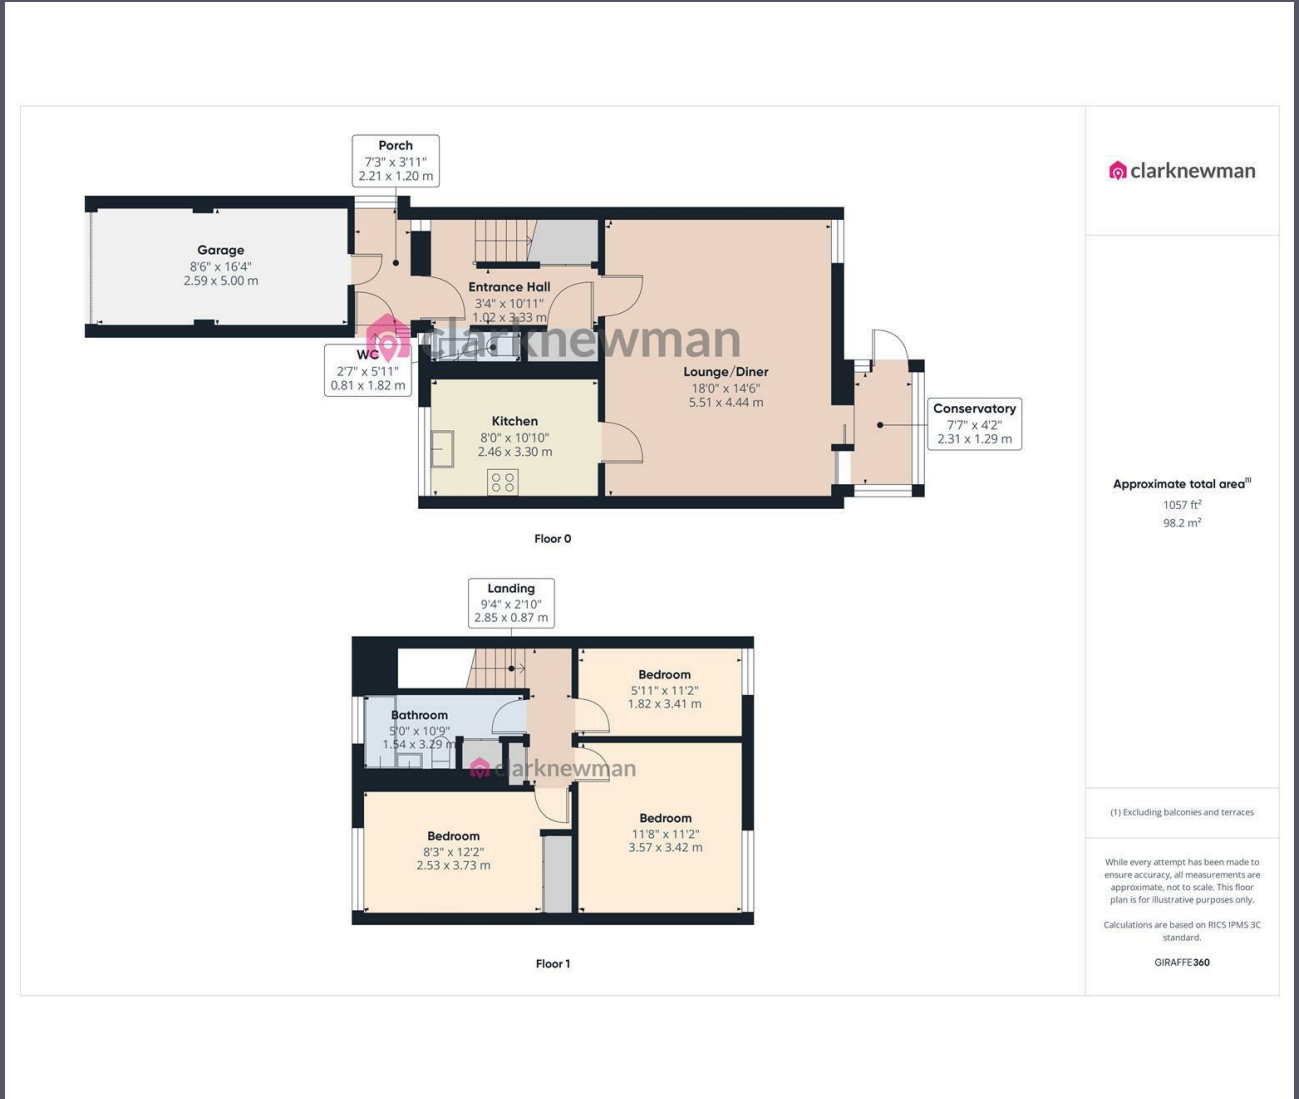 Porch
7'3" x 3'11"
2.21 x 1.20 m
Garage
8'6" x 16'4"
2.59 x 5.00 m
Entrance Hall
3'4" x 10'11"
1.02 x 3.33 m
clarknewman
WC
2'7" x 5'11"
0.81 x 1.82 m
Lounge/Diner
18'0" x 14'6"
5.51 x 4.44 m
Kitchen
8'0" x 10'10"
2.46 x 3.30 m
Conservatory
7'7" x 4'2"
2.31 x 1.29 m
Floor 0
Landing
9'4" x 2'10"
2.85 x 0.87 m
Bedroom
5'11" x 11'2"
1.82 x 3.41 m
Bathroom
5'0" x 10'9"
1.54 x 3.29 m
clarknewman
Bedroom
8'3" x 12'2"
2.53 x 3.73 m
Bedroom
11'8" x 11'2"
3.57 x 3.42 m
Floor 1
clarknewman
Approximate total area(1)
1057 ft²
98.2 m²
(1) Excluding balconies and terraces
While every attempt has been made to
ensure accuracy, all measurements are
approximate, not to scale. This floor
plan is for illustrative purposes only.
Calculations are based on RICS IPMS 3C
standard.
GIRAFFE360